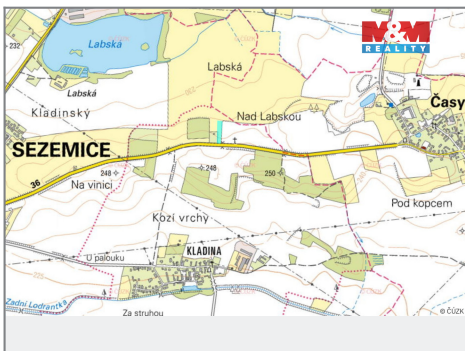 232
Labská
Labská
M&M
REALITY
Labská
Kladinský
Nad Labskou
Časy
SEZEMICE
248
248
250
36
Na vinici
Pod kopcem
Kozí vrchy
U palouku
KLADINA
Zadní Lodrantka
Za struhou
© ČÚZK